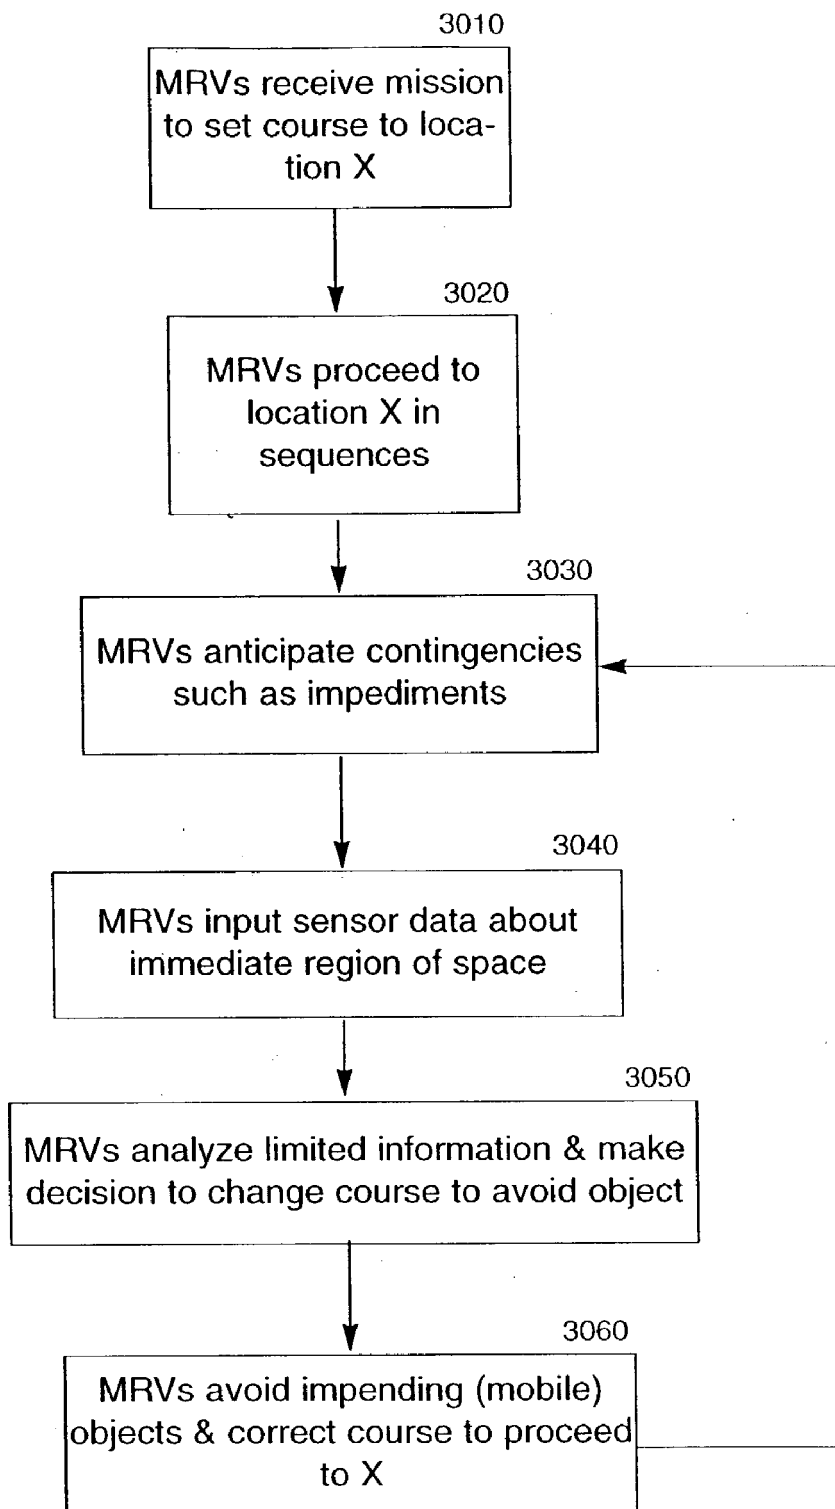 3010
MRVs receive mission
to set course to loca-
tion X
3020
MRVs proceed to
location X in
sequences
3030
MRVs anticipate contingencies
such as impediments
3040
MRVs input sensor data about
immediate region of space
3050
MRVs analyze limited information & make
decision to change course to avoid object
3060
MRVs avoid impending (mobile)
objects & correct course to proceed
to X